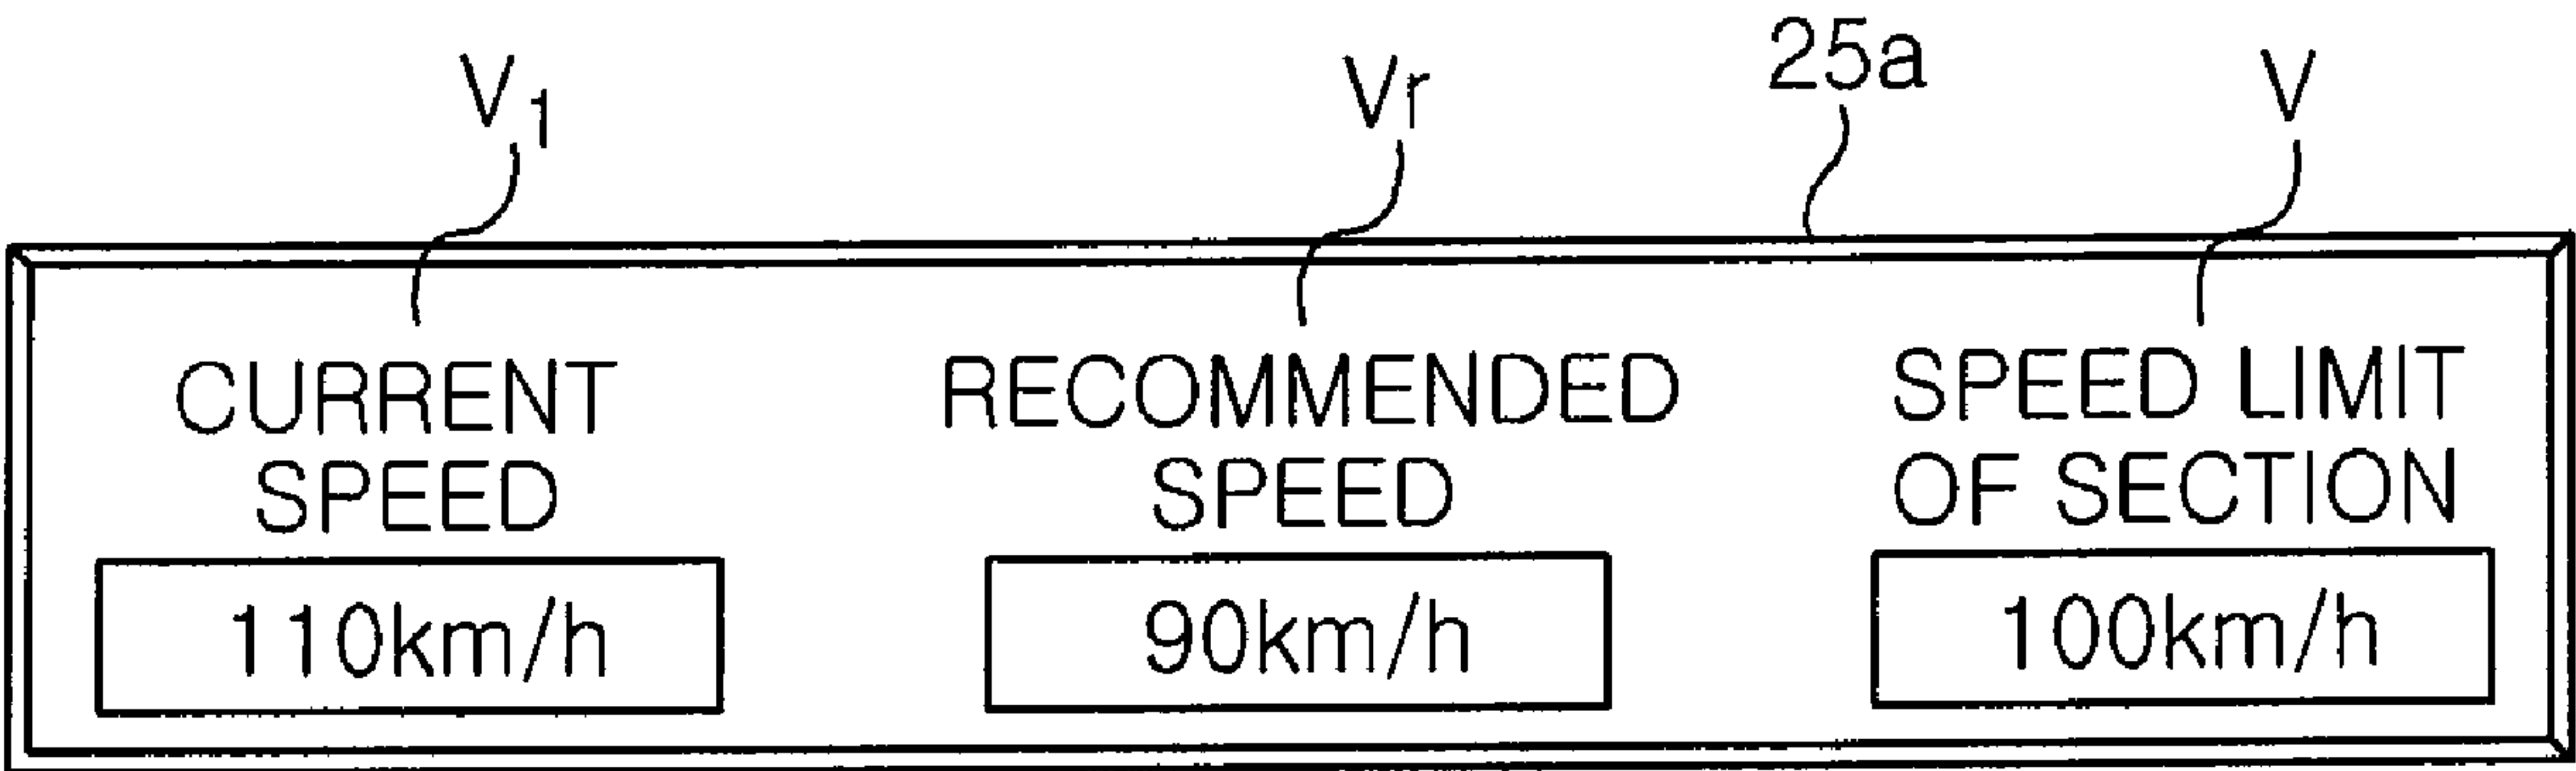 V1 Vr 25a V
CURRENT RECOMMENDED SPEED LIMIT
SPEED SPEED OF SECTION
110km/h 90km/h 100km/h